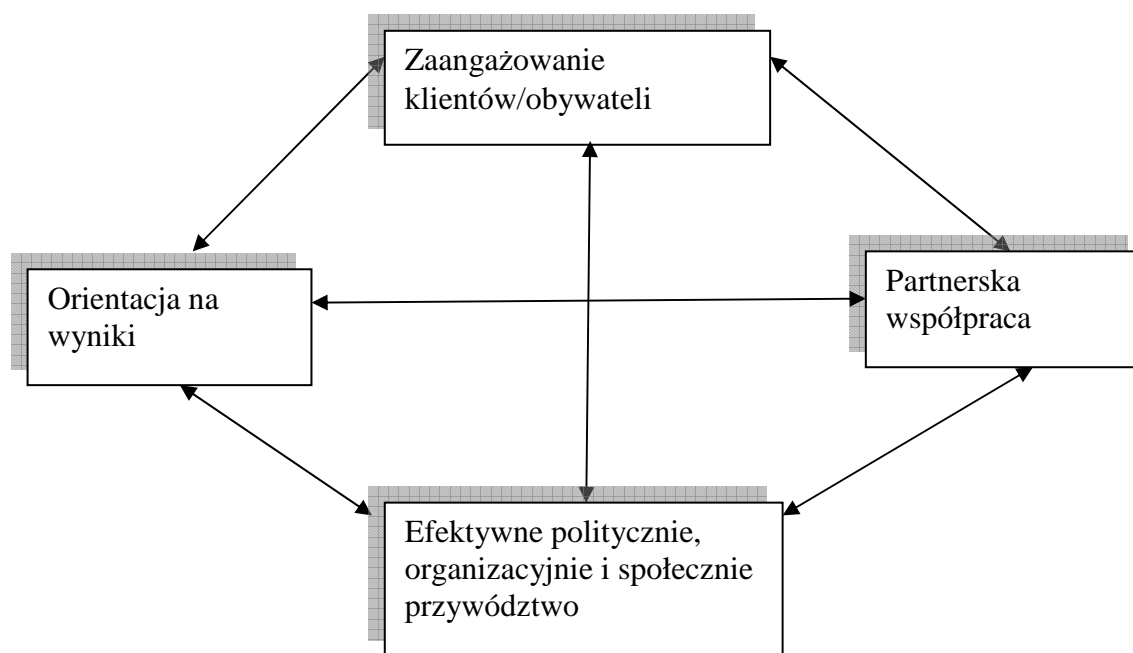 Zaangażowanie
klientów/obywateli
Orientacja na
wyniki
Partnerska
współpraca
Efektywne politycznie,
organizacyjnie i społecznie
przywództwo